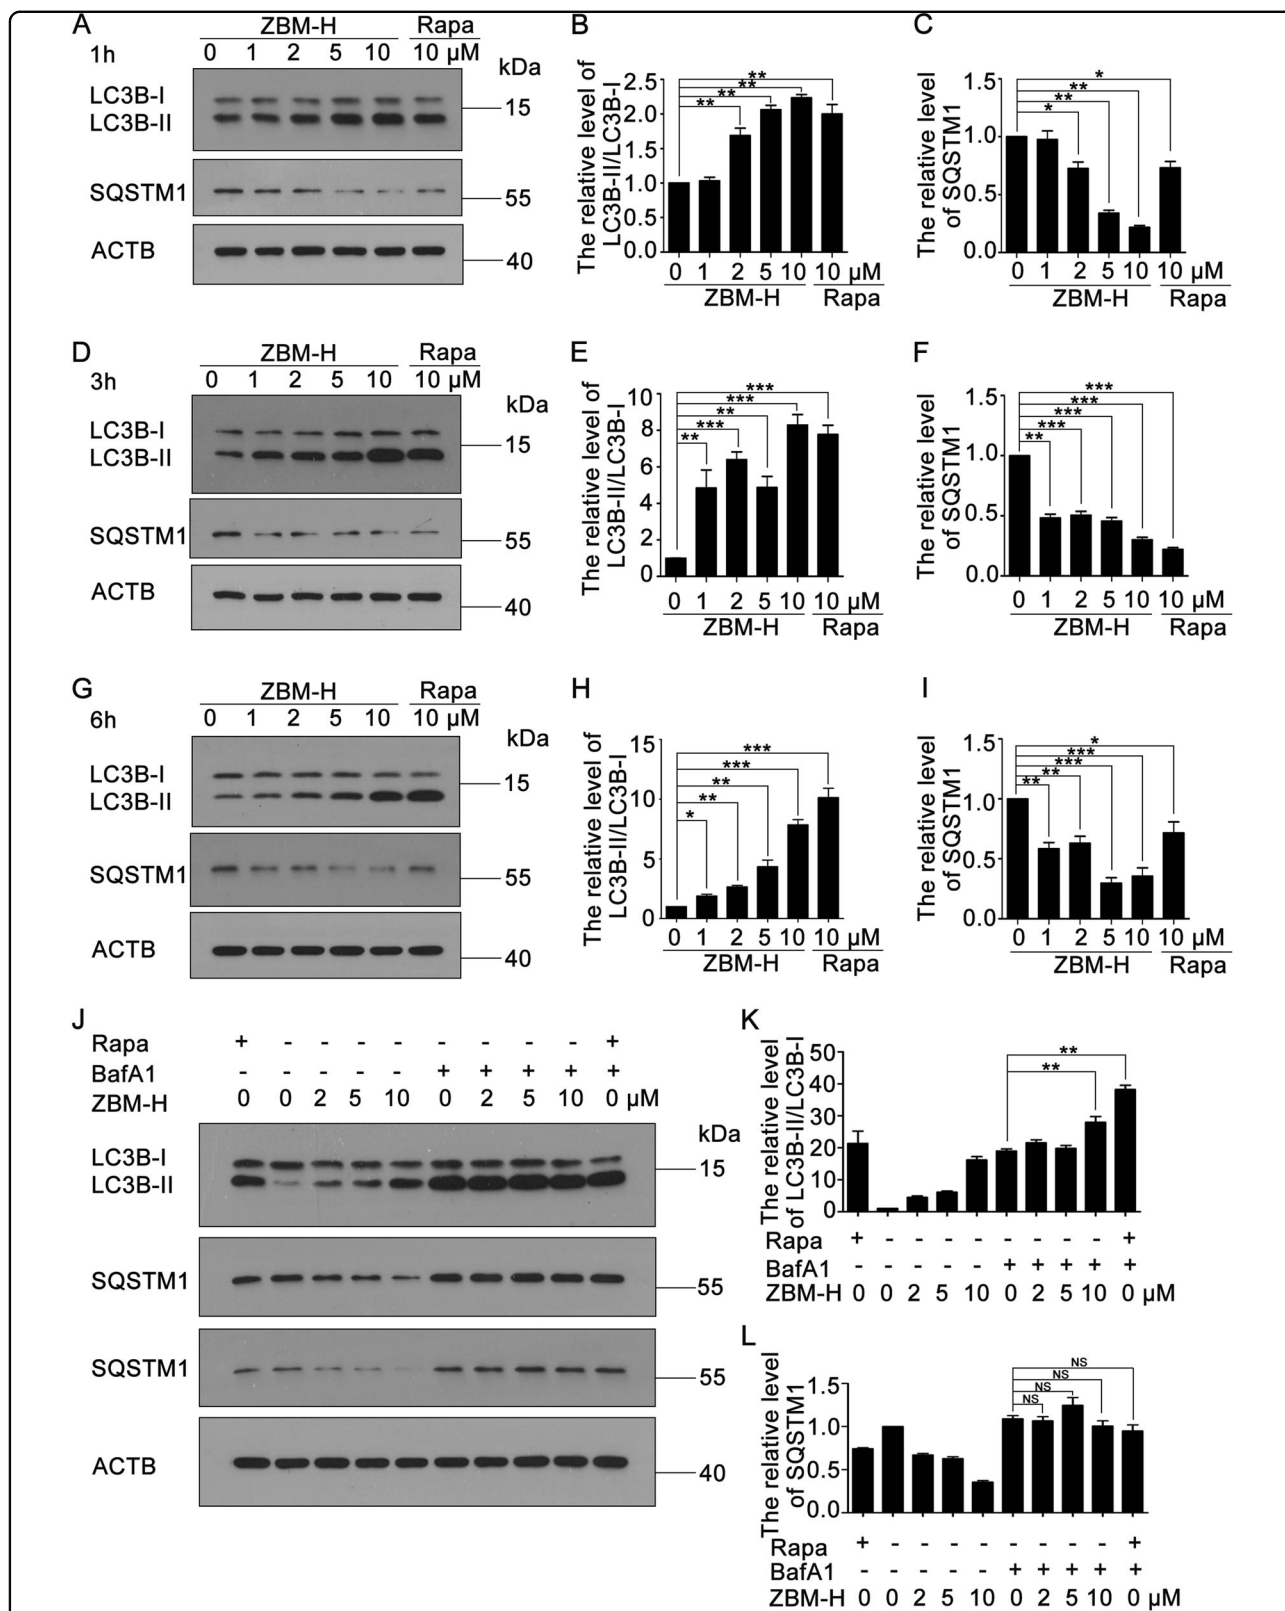 A
ZBM-H Rapa
1h 0 1 2 5 10 10 µM
kDa
LC3B-I
LC3B-II
15
SQSTM1
55
ACTB
40
B
The relative level of
LC3B-II/LC3B-I
2.5
2.0
1.5
1.0
0.5
0.0
**
**
**
**
0 1 2 5 10 10 µM
ZBM-H Rapa
C
The relative level
of SQSTM1
1.5
1.0
0.5
0.0
*
**
**
*
0 1 2 5 10 10 µM
ZBM-H Rapa
D
ZBM-H Rapa
3h 0 1 2 5 10 10 µM
kDa
LC3B-I
LC3B-II
15
SQSTM1
55
ACTB
40
E
The relative level of
LC3B-II/LC3B-I
10
8
6
4
2
0
***
***
**
***
**
0 1 2 5 10 10 µM
ZBM-H Rapa
F
The relative level
of SQSTM1
1.5
1.0
0.5
0.0
***
***
***
***
**
0 1 2 5 10 10 µM
ZBM-H Rapa
G
ZBM-H Rapa
6h 0 1 2 5 10 10 µM
kDa
LC3B-I
LC3B-II
15
SQSTM1
55
ACTB
40
H
The relative level of
LC3B-II/LC3B-I
15
10
5
0
***
***
**
**
*
0 1 2 5 10 10 µM
ZBM-H Rapa
I
The relative level
of SQSTM1
1.5
1.0
0.5
0.0
*
***
***
**
**
0 1 2 5 10 10 µM
ZBM-H Rapa
J
Rapa + - - - - - - - - +
BafA1 - - - - - + + + + +
ZBM-H 0 0 2 5 10 0 2 5 10 0 µM
kDa
LC3B-I
LC3B-II
15
SQSTM1
55
SQSTM1
55
ACTB
40
K
The relative level
of LC3B-II/LC3B-I
50
40
30
20
10
0
**
**
Rapa + - - - - - - - - +
BafA1 - - - - - + + + + +
ZBM-H 0 0 2 5 10 0 2 5 10 0 µM
L
The relative level
of SQSTM1
1.5
1.0
0.5
0.0
NS
NS
NS
NS
Rapa + - - - - - - - - +
BafA1 - - - - - + + + + +
ZBM-H 0 0 2 5 10 0 2 5 10 0 µM